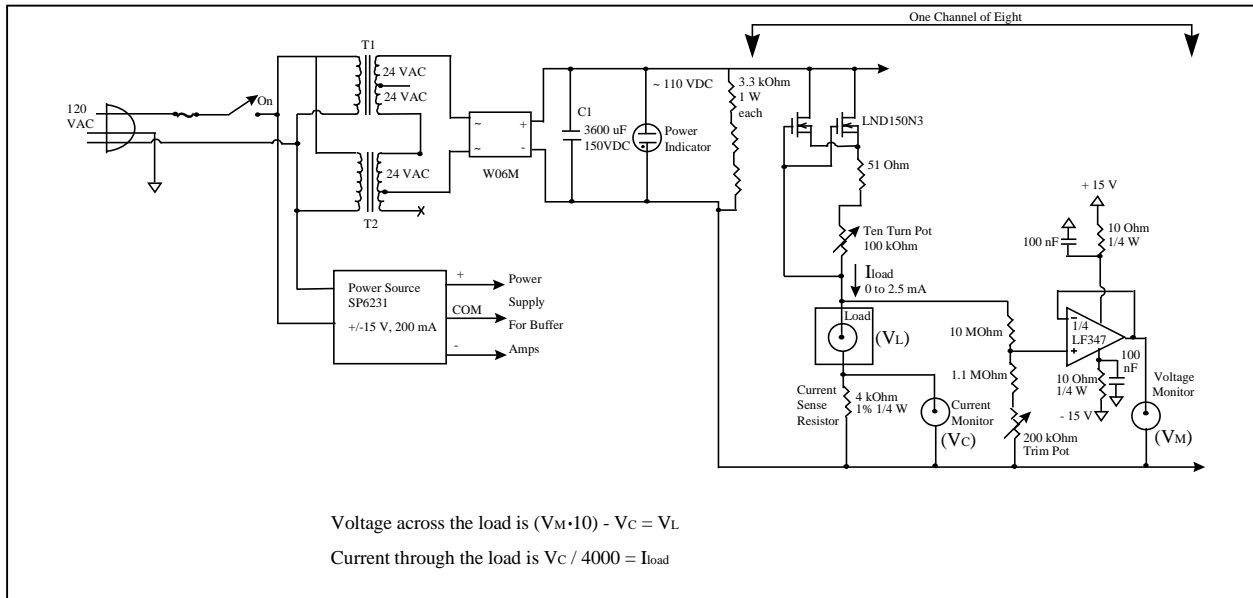 One Channel of Eight
T1
24 VAC
24 VAC
On
120
VAC
~ 110 VDC
3.3 kOhm
1 W
each
C1
3600 uF
150VDC
~
+
~
-
W06M
Power
Indicator
LND150N3
51 Ohm
24 VAC
T2
Ten Turn Pot
100 kOhm
+ 15 V
100 nF
10 Ohm
1/4 W
Iload
0 to 2.5 mA
Power Source
SP6231
+/-15 V, 200 mA
+
COM
-
Power
Supply
For Buffer
Amps
Load
(VL)
10 MOhm
1/4
LF347
-
+
100
nF
1.1 MOhm
10 Ohm
1/4 W
- 15 V
Voltage
Monitor
(VM)
Current
Sense
Resistor
4 kOhm
1% 1/4 W
Current
Monitor
(VC)
200 kOhm
Trim Pot
Voltage across the load is (VM•10) - VC = VL
Current through the load is VC / 4000 = Iload